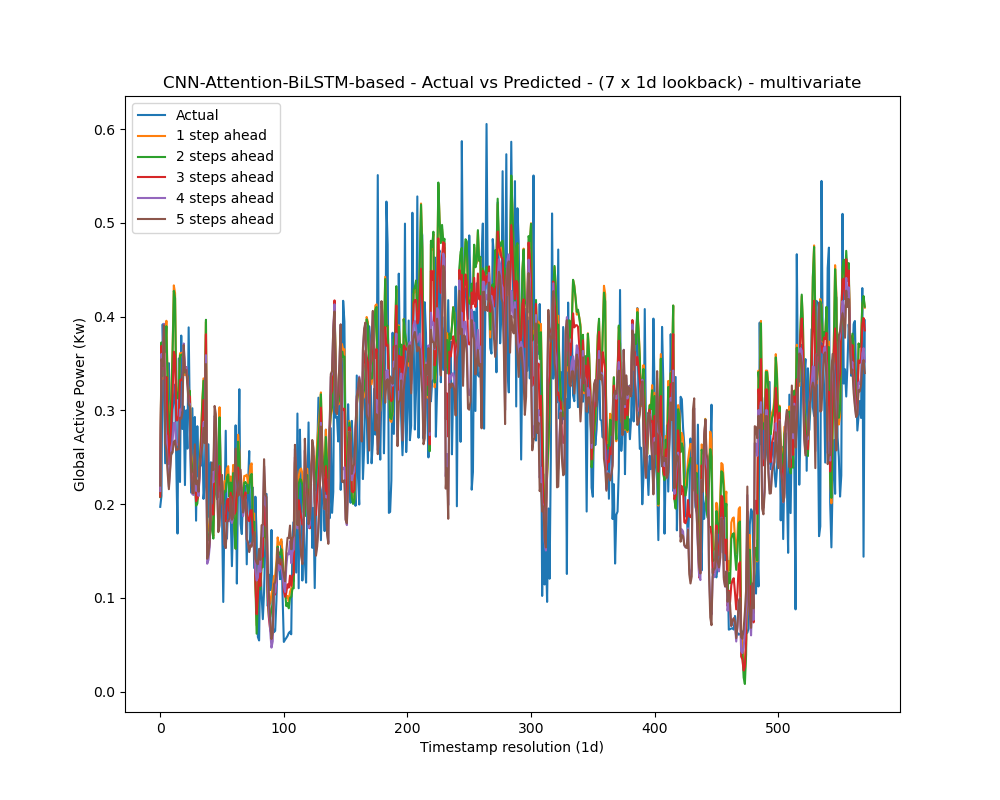 CNN-Attention-BiLSTM-based - Actual vs Predicted - (7 x 1d lookback) - multivariate
Actual
1 step ahead
2 steps ahead
3 steps ahead
4 steps ahead
5 steps ahead
Global Active Power (Kw)
0.6
0.5
0.4
0.3
0.2
0.1
0.0
0 100 200 300 400 500
Timestamp resolution (1d)